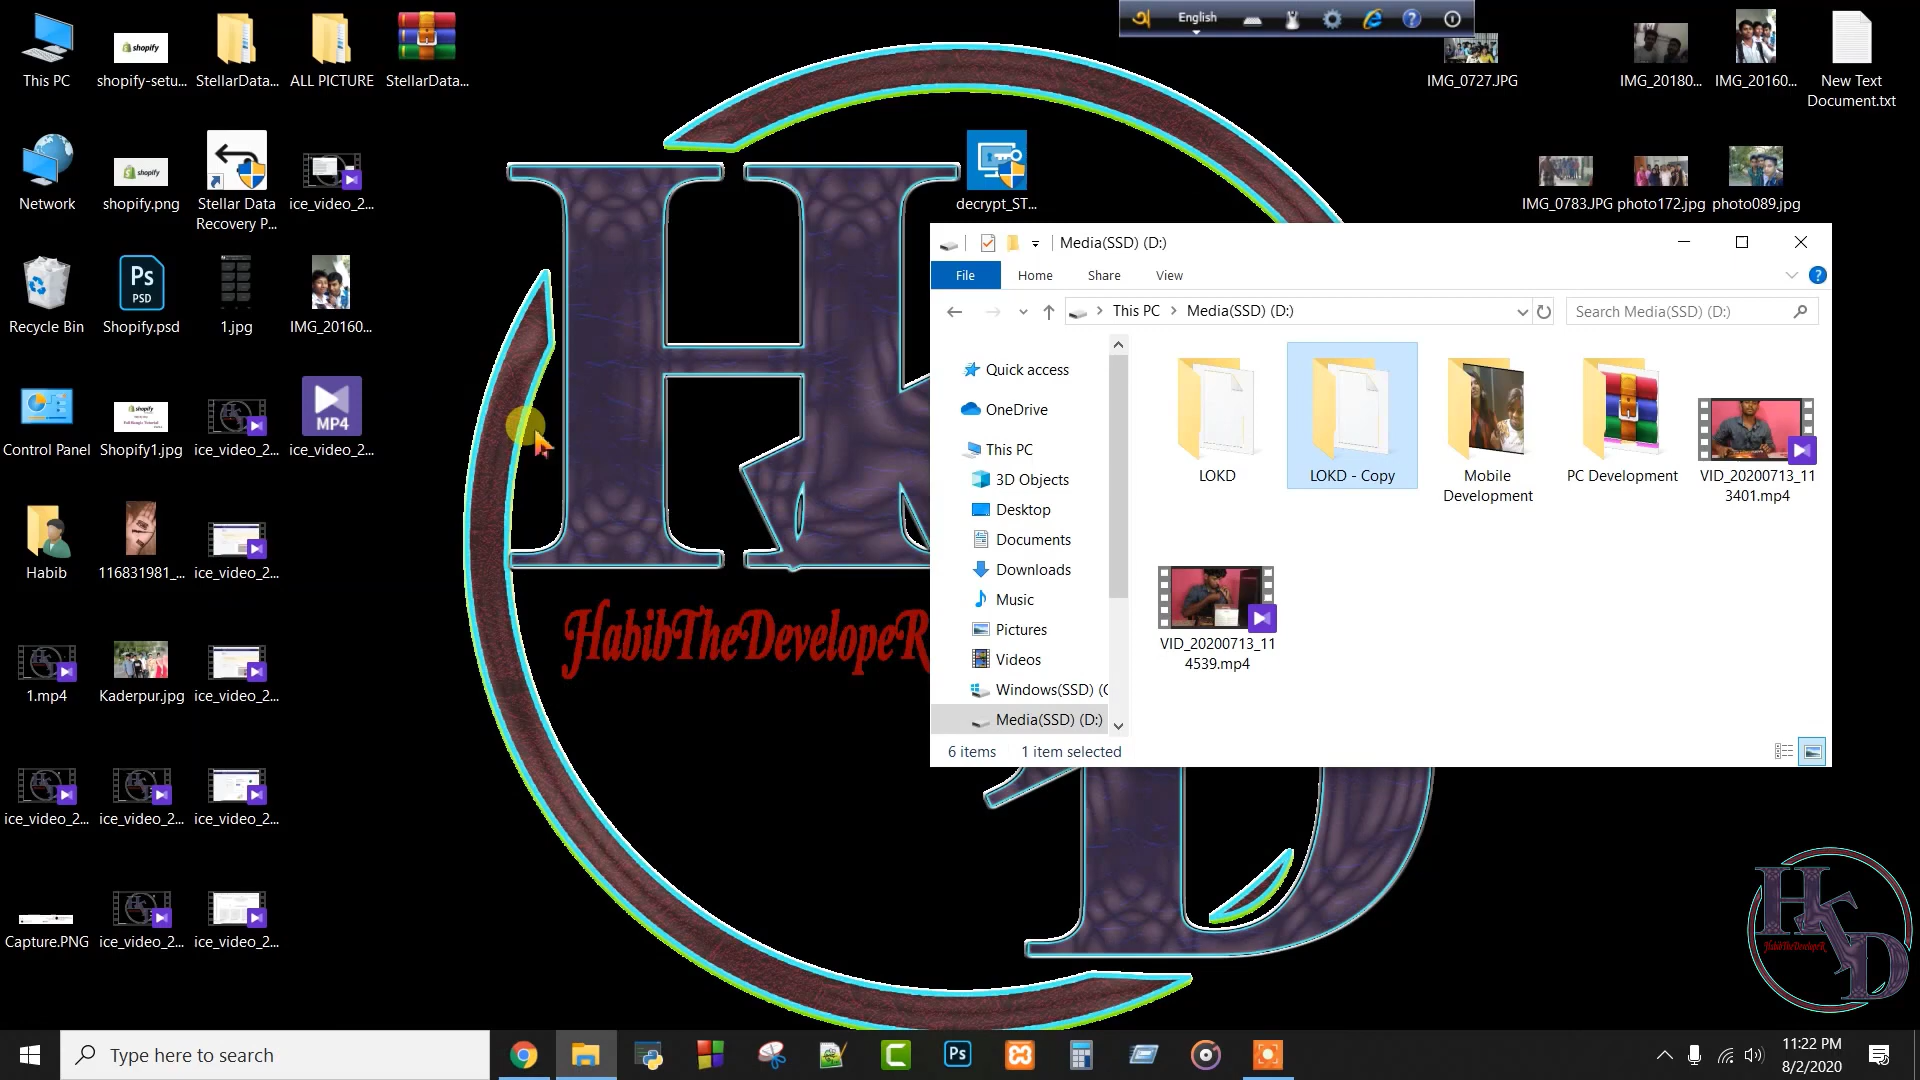 English
This PC
shopify-setu...
StellarData...
ALL PICTURE
StellarData...
IMG_0727.JPG
IMG_20180...
IMG_20160...
New Text
Document.txt
Network
shopify.png
Stellar Data
Recovery P...
ice_video_2...
decrypt_ST...
IMG_0783.JPG
photo172.jpg
photo089.jpg
Recycle Bin
Ps
PSD
Shopify.psd
1.jpg
IMG_20160...
Control Panel
Shopify1.jpg
ice_video_2...
MP4
ice_video_2...
Habib
116831981_...
ice_video_2...
1.mp4
Kaderpur.jpg
ice_video_2...
ice_video_2...
ice_video_2...
ice_video_2...
Capture.PNG
ice_video_2...
ice_video_2...
HabibTheDevelopeR
Media(SSD) (D:)
File
Home
Share
View
This PC
Media(SSD) (D:)
Search Media(SSD) (D:)
Quick access
OneDrive
This PC
3D Objects
Desktop
Documents
Downloads
Music
Pictures
Videos
Windows(SSD) (C
Media(SSD) (D:)
LOKD
LOKD - Copy
Mobile
Development
PC Development
VID_20200713_11
3401.mp4
VID_20200713_11
4539.mp4
6 items
1 item selected
HabibTheDevelopeR
Type here to search
Ps
11:22 PM
8/2/2020